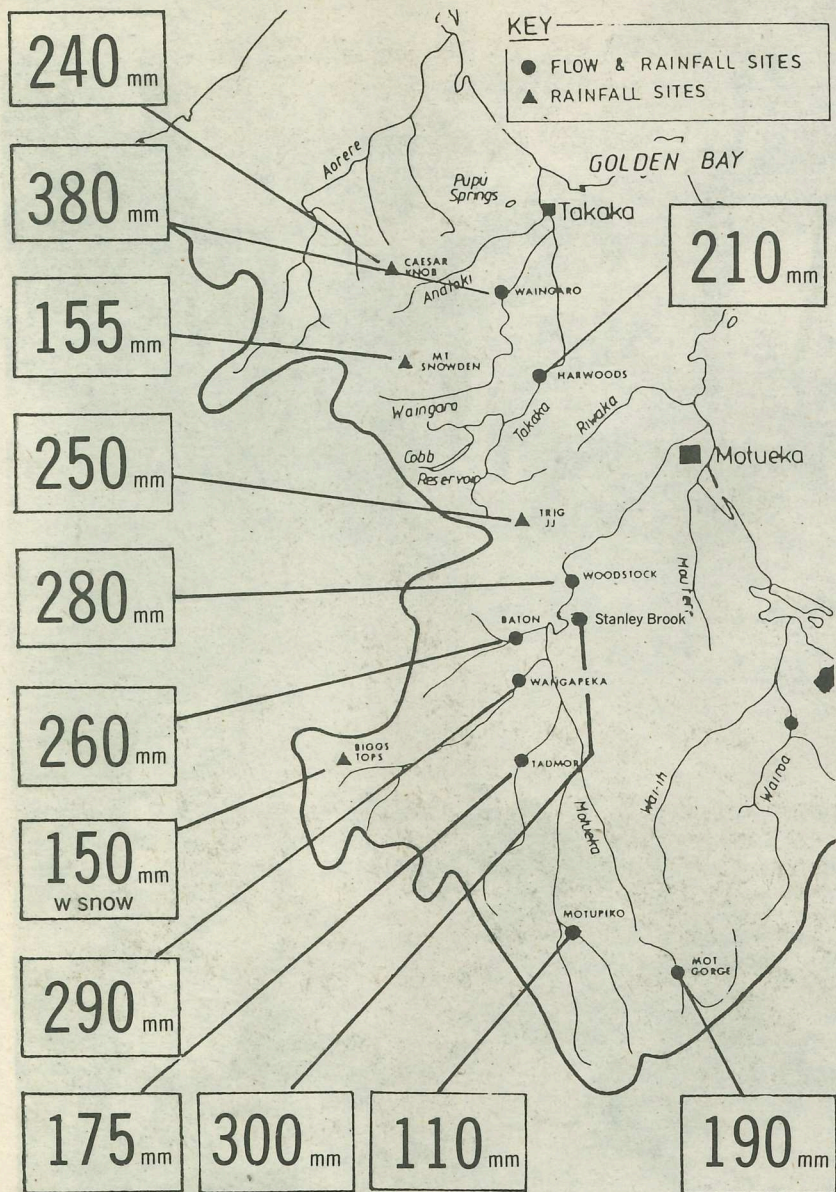 KEY
FLOW & RAINFALL SITES
RAINFALL SITES
240 mm
380 mm
155 mm
250 mm
280 mm
260 mm
150 mm
w snow
290 mm
175 mm
300 mm
110 mm
190 mm
210 mm
GOLDEN BAY
Aorere
Pupu
Springs
Takaka
CAESAR
KNOB
Anatoki
WAINGARO
MT
SNOWDEN
HARWOODS
Waingaro
Takaka
Riwaka
Cobb
Reservoir
Motueka
TRIG
JJ
WOODSTOCK
Stanley Brook
BATON
WANGAPEKA
BIGGS
TOPS
TADMOR
Motueka
Wai-iti
Wairoa
MOTUPIKO
MOT
GORGE